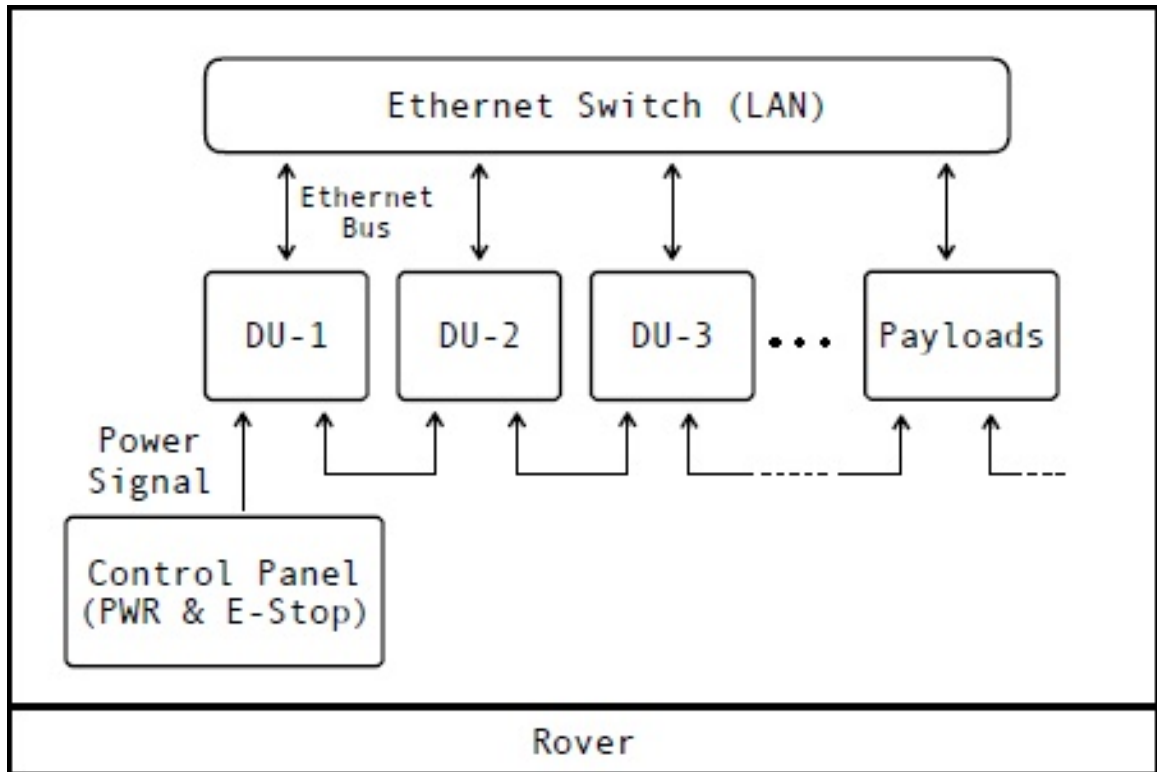 Ethernet Switch (LAN)
Ethernet
Bus
DU-1
DU-2
DU-3
Payloads
Power
Signal
Control Panel
(PWR & E-Stop)
Rover